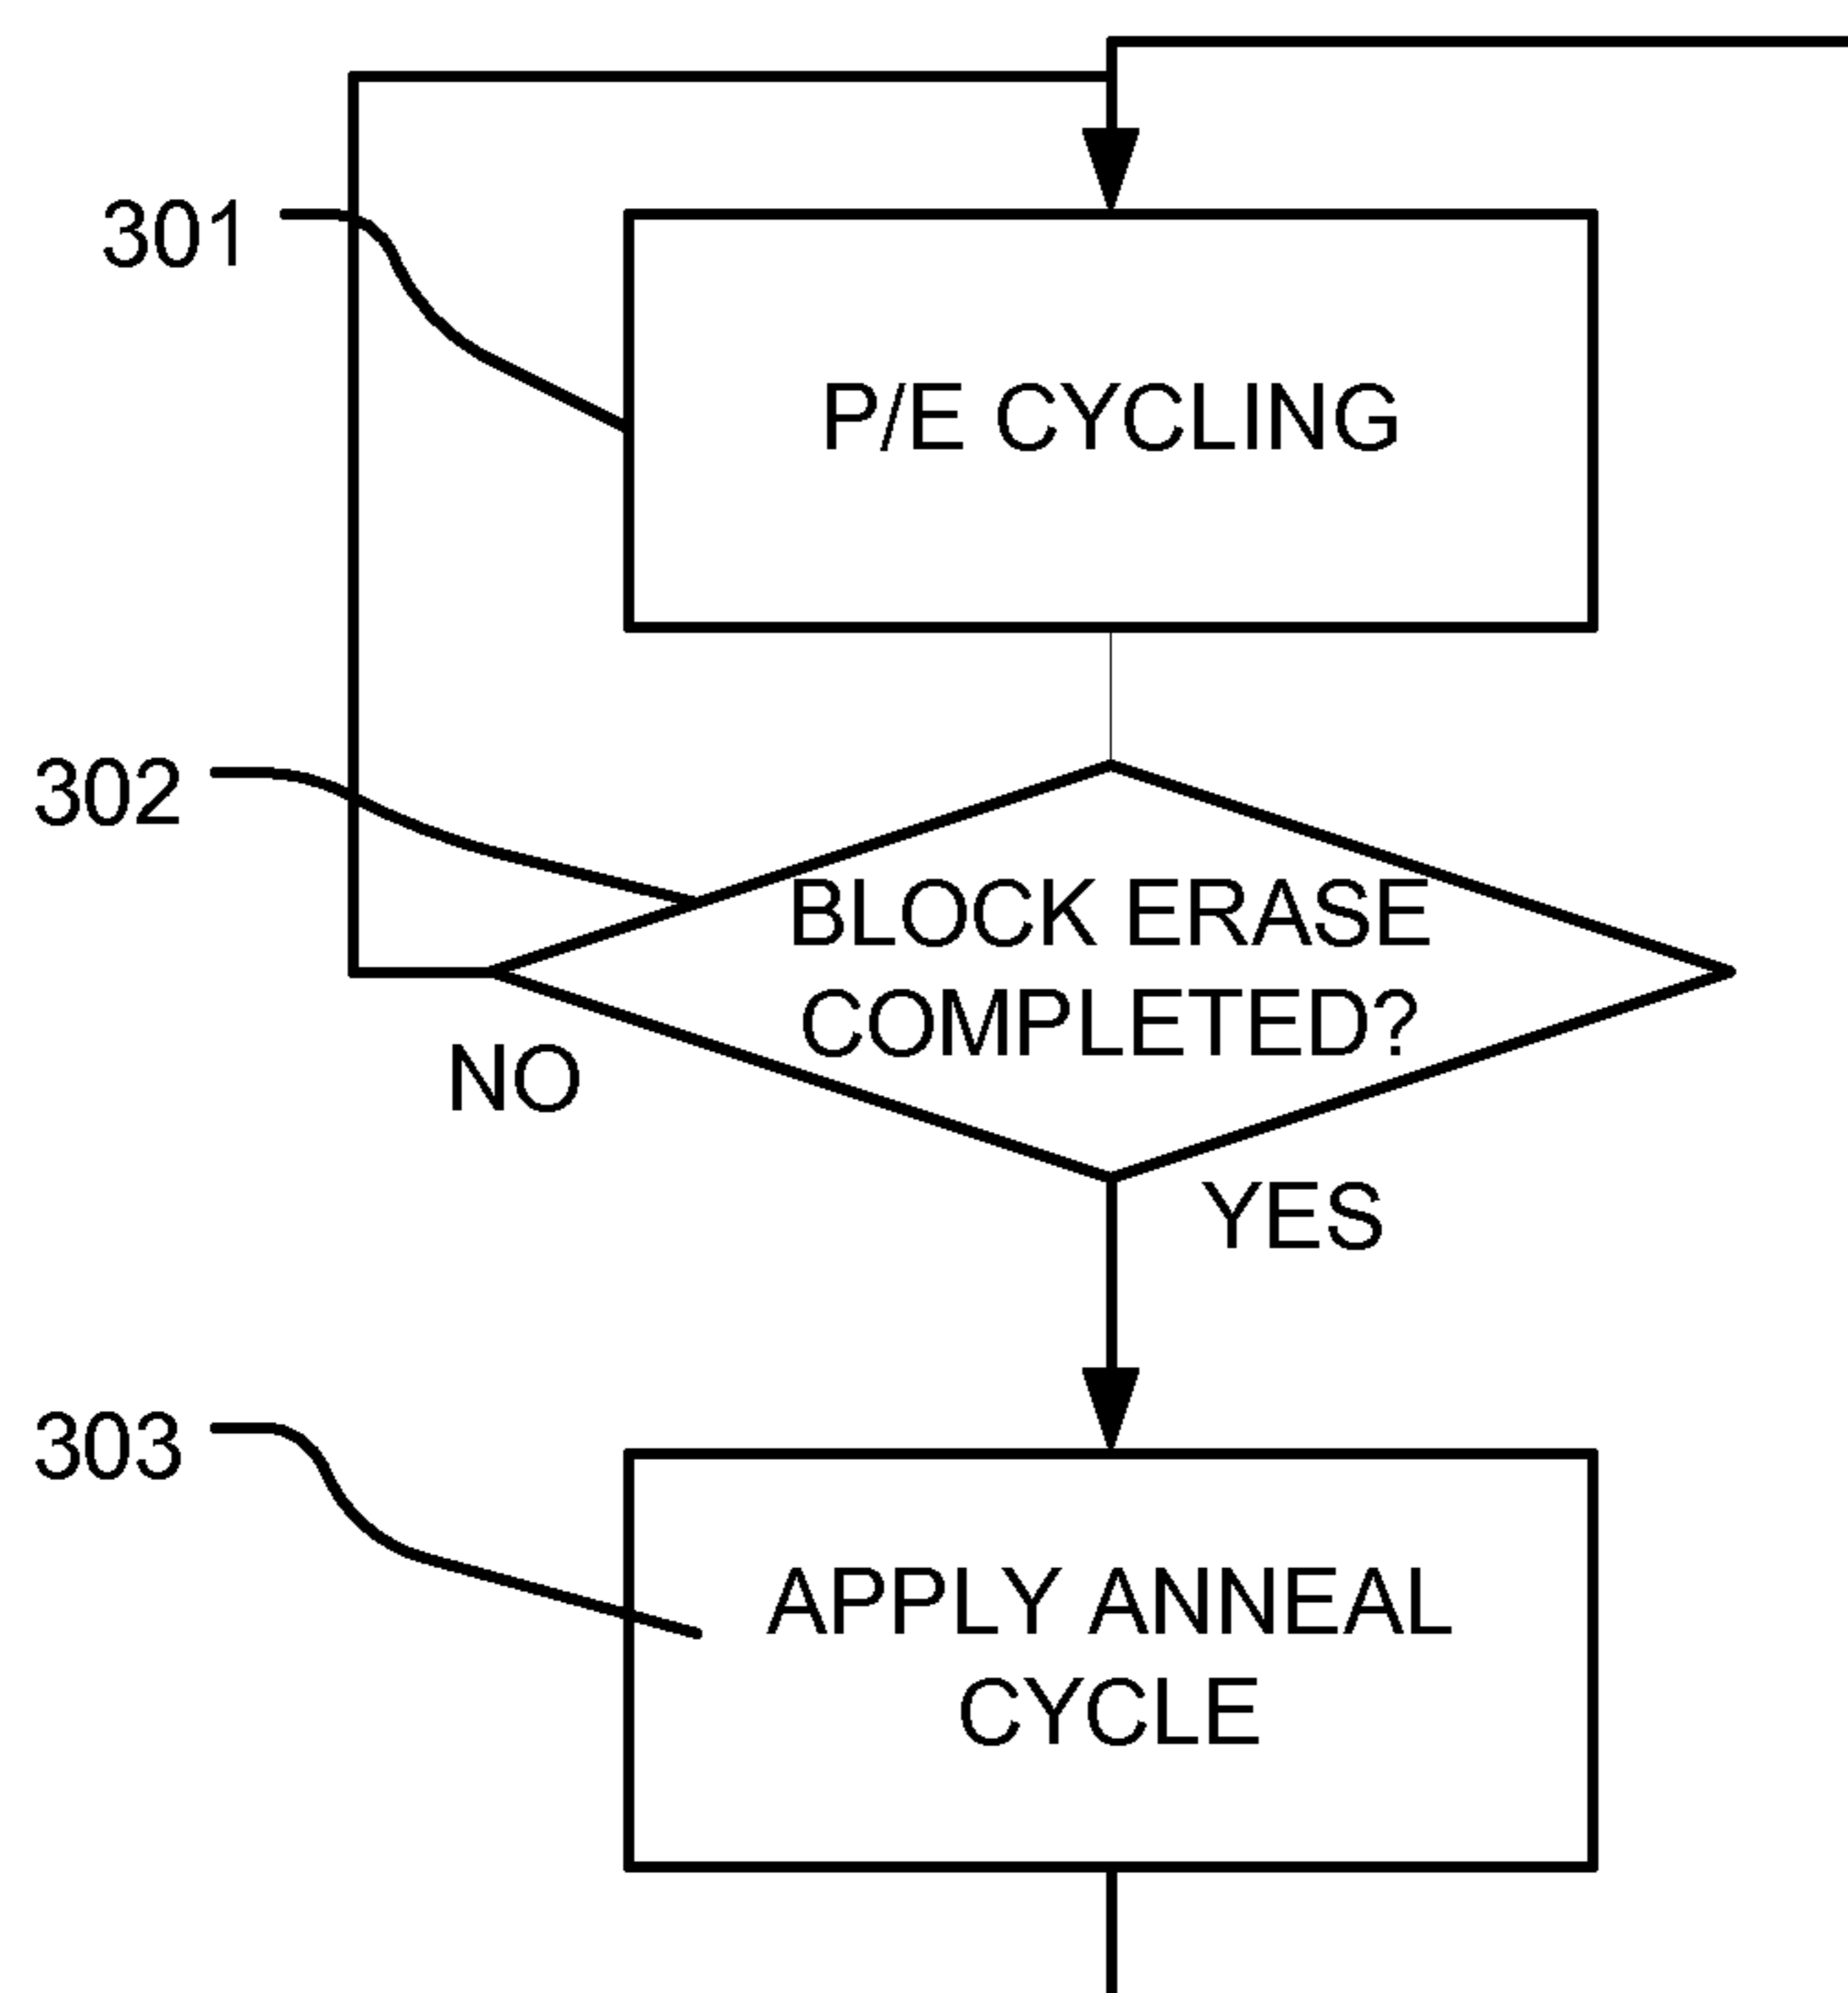 301
P/E CYCLING
302
BLOCK ERASE
COMPLETED?
NO
YES
303
APPLY ANNEAL
CYCLE